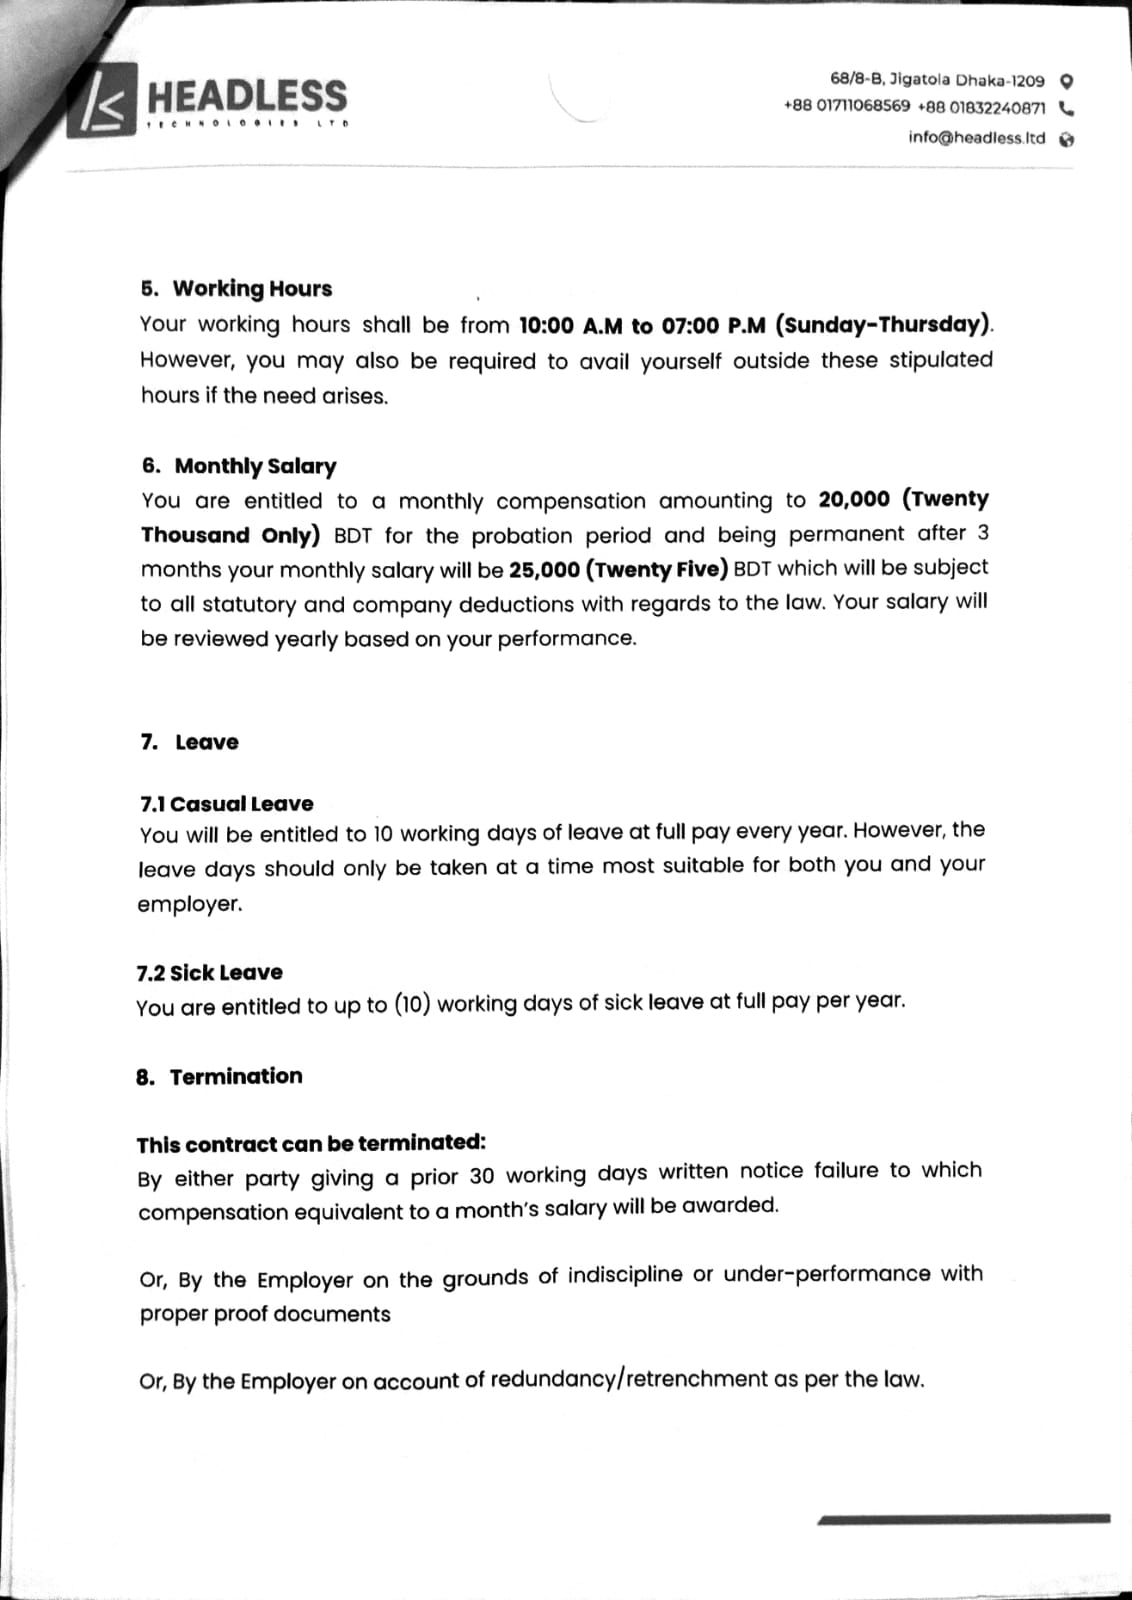 HEADLESS
TECHNOLOGIES LTD
68/8-B, Jigatola Dhaka-1209
+88 01711068569 +88 01832240871
info@headless.ltd
5. Working Hours
Your working hours shall be from 10:00 A.M to 07:00 P.M (Sunday-Thursday).
However, you may also be required to avail yourself outside these stipulated
hours if the need arises.
6. Monthly Salary
You are entitled to a monthly compensation amounting to 20,000 (Twenty
Thousand Only) BDT for the probation period and being permanent after 3
months your monthly salary will be 25,000 (Twenty Five) BDT which will be subject
to all statutory and company deductions with regards to the law. Your salary will
be reviewed yearly based on your performance.
7. Leave
7.1 Casual Leave
You will be entitled to 10 working days of leave at full pay every year. However, the
leave days should only be taken at a time most suitable for both you and your
employer.
7.2 Sick Leave
You are entitled to up to (10) working days of sick leave at full pay per year.
8. Termination
This contract can be terminated:
By either party giving a prior 30 working days written notice failure to which
compensation equivalent to a month's salary will be awarded.
Or, By the Employer on the grounds of indiscipline or under-performance with
proper proof documents
Or, By the Employer on account of redundancy/retrenchment as per the law.